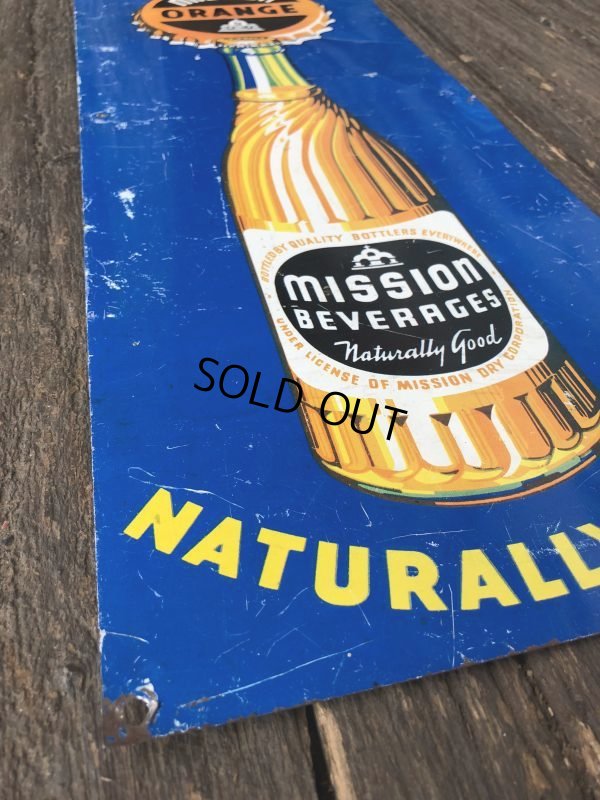 ORANGE
BOTTLED BY QUALITY BOTTLERS EVERYWHERE
MISSION
BEVERAGES
Naturally Good
UNDER LICENSE OF MISSION DRY CORPORATION
SOLD OUT
NATURALLY